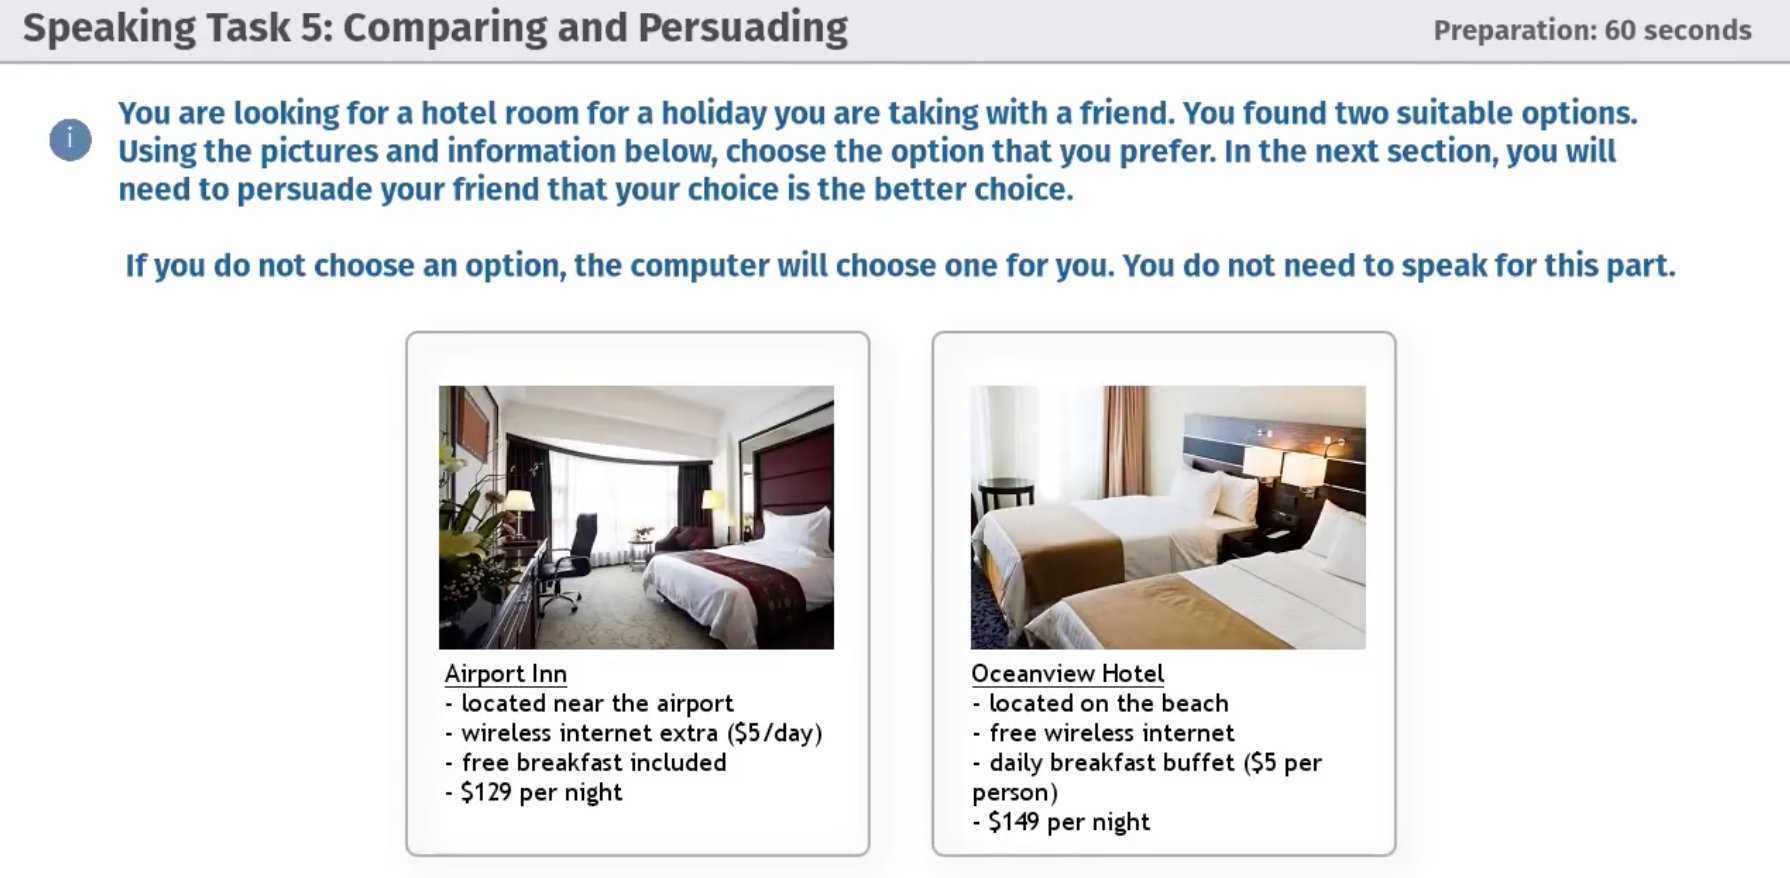 Speaking Task 5: Comparing and Persuading
Preparation: 60 seconds
i
You are looking for a hotel room for a holiday you are taking with a friend. You found two suitable options.
Using the pictures and information below, choose the option that you prefer. In the next section, you will
need to persuade your friend that your choice is the better choice.
If you do not choose an option, the computer will choose one for you. You do not need to speak for this part.
Airport Inn
- located near the airport
- wireless internet extra ($5/day)
- free breakfast included
- $129 per night
Oceanview Hotel
- located on the beach
- free wireless internet
- daily breakfast buffet ($5 per
person)
- $149 per night